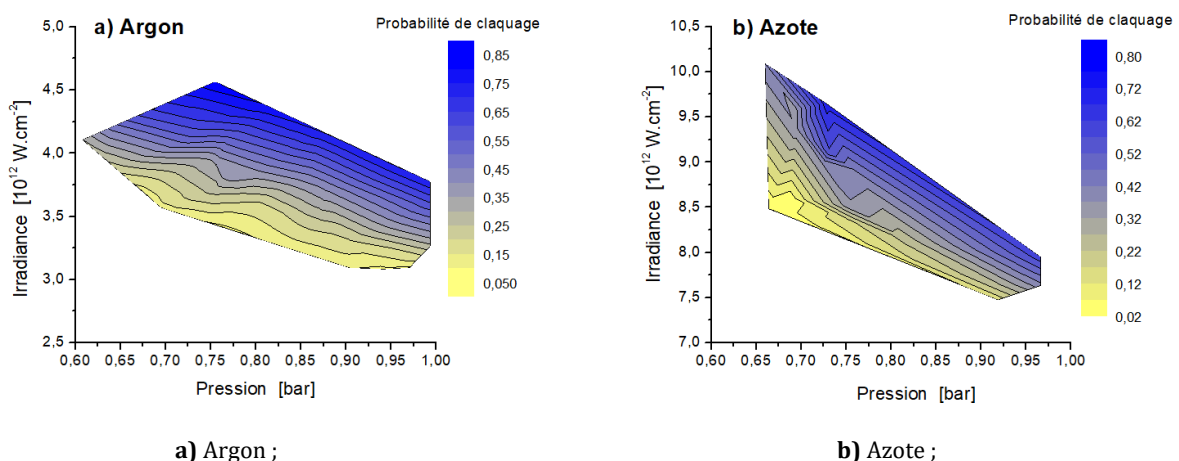 a) Argon
Probabilité de claquage
5,0
4,5
4,0
3,5
3,0
2,5
Irradiance [10¹² W.cm⁻²]
0,60 0,65 0,70 0,75 0,80 0,85 0,90 0,95 1,00
Pression [bar]
0,85
0,75
0,65
0,55
0,45
0,35
0,25
0,15
0,050
b) Azote
Probabilité de claquage
10,5
10,0
9,5
9,0
8,5
8,0
7,5
7,0
Irradiance [10¹² W.cm⁻²]
0,60 0,65 0,70 0,75 0,80 0,85 0,90 0,95 1,00
Pression [bar]
0,80
0,72
0,62
0,52
0,42
0,32
0,22
0,12
0,02
a) Argon ;
b) Azote ;